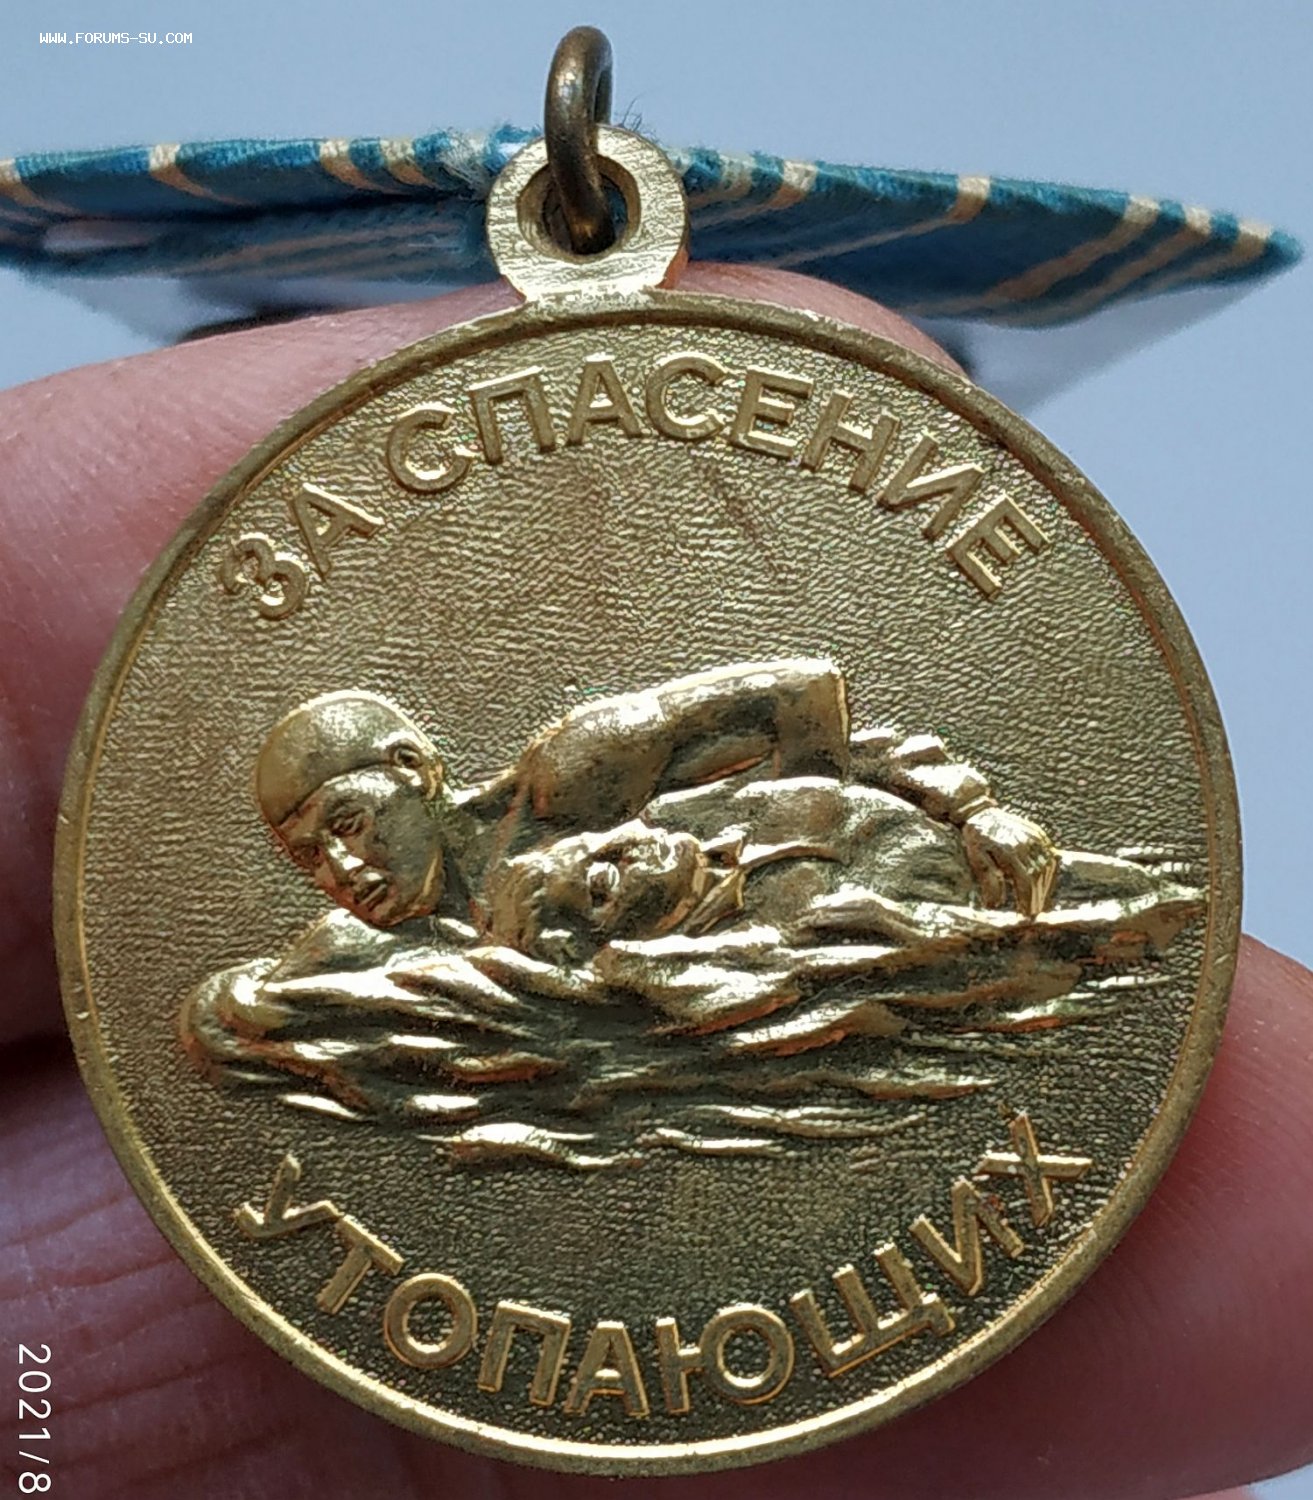 WWW.FORUMS-SU.COM
ЗА СПАСЕНИЕ
УТОПАЮЩИХ
2021/8